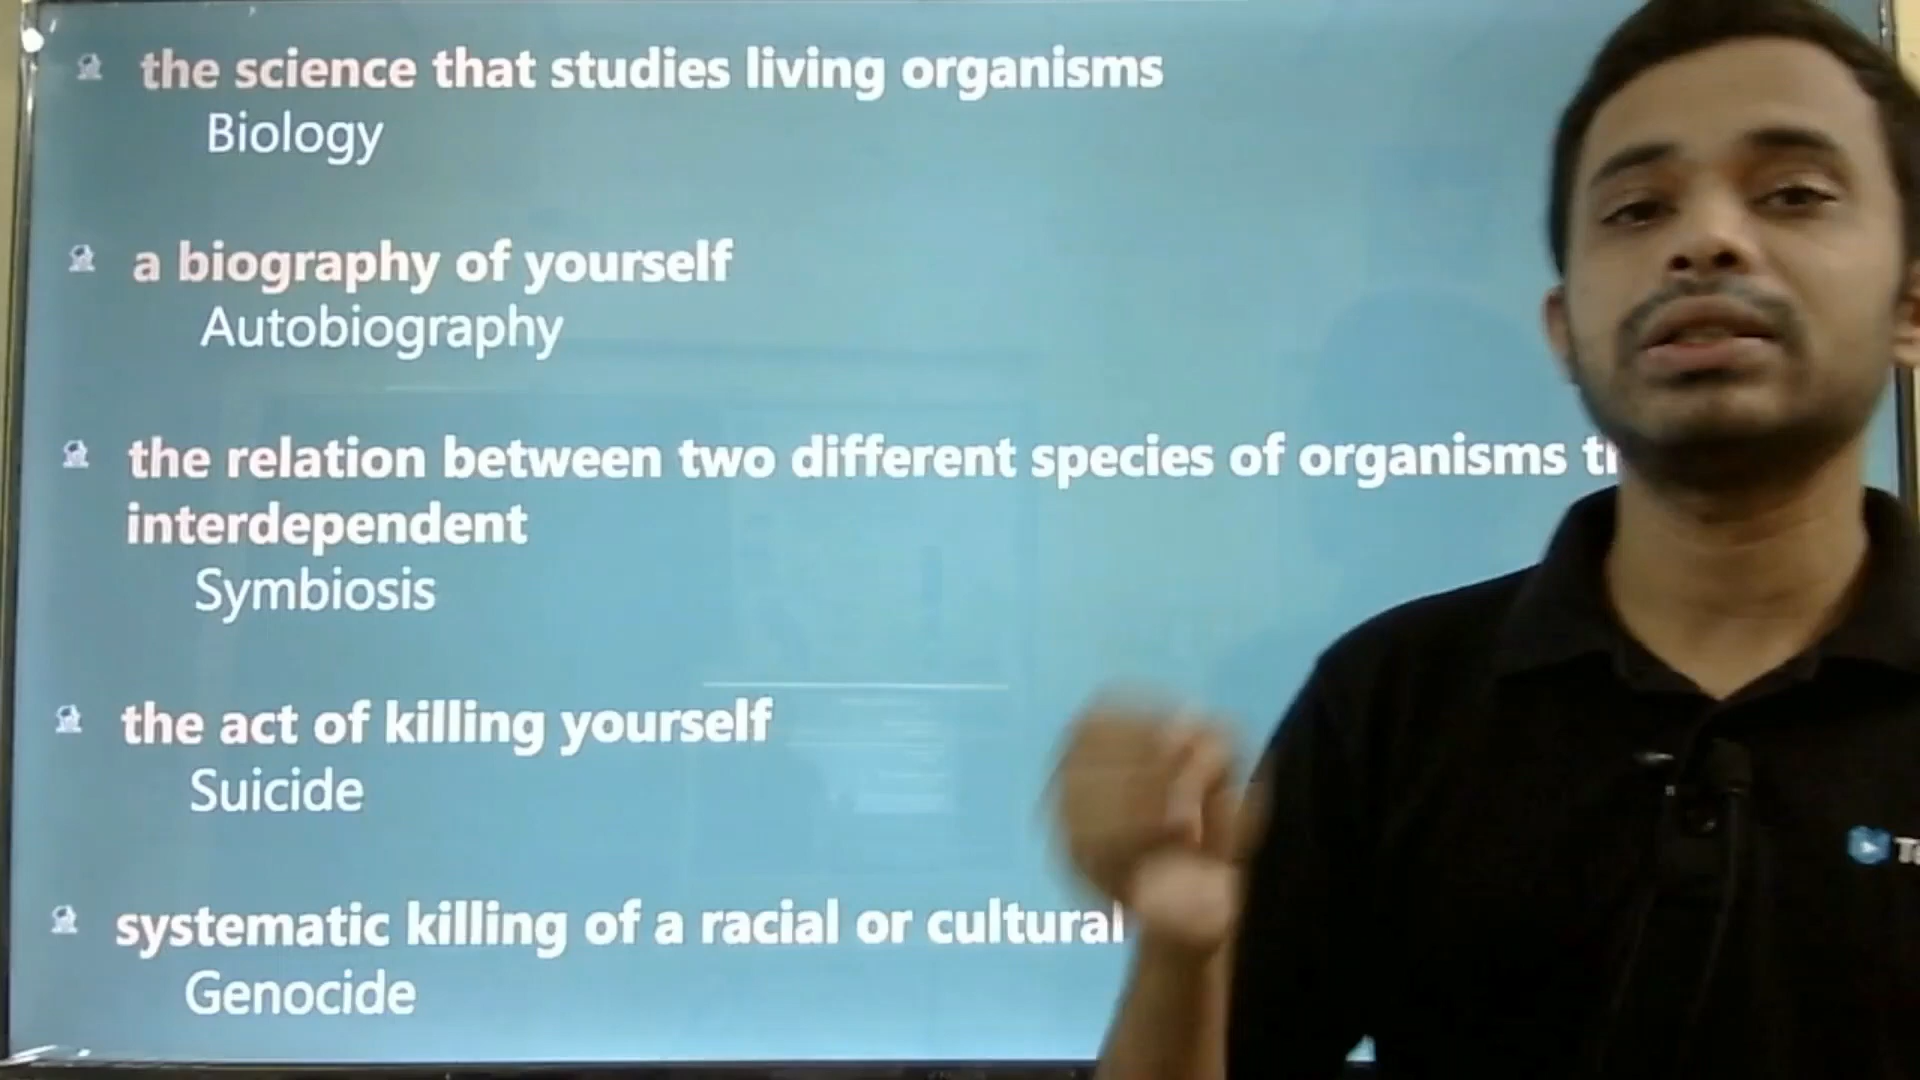 the science that studies living organisms
Biology
a biography of yourself
Autobiography
the relation between two different species of organisms
interdependent
Symbiosis
the act of killing yourself
Suicide
systematic killing of a racial or cultural
Genocide